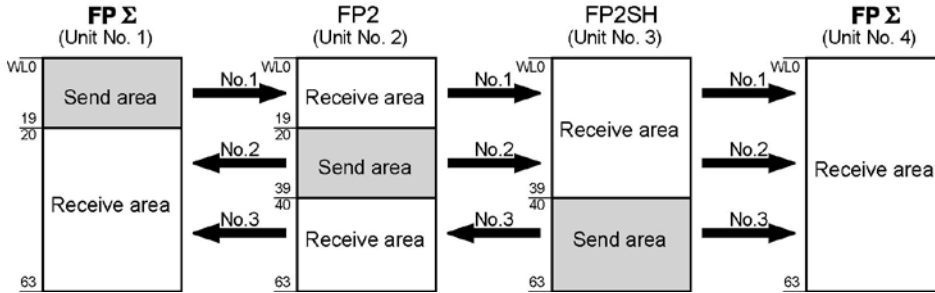 FP Σ FP2 FP2SH FP Σ
(Unit No. 1) (Unit No. 2) (Unit No. 3) (Unit No. 4)
WL0 WL0 WL0 WL0
No.1 No.1 No.1
Send area Receive area
19 19
20 20
Receive area Receive area
No.2 No.2 No.2
Send area
Receive area
39 39
40 40
No.3 No.3 No.3
Receive area Send area
63 63 63 63